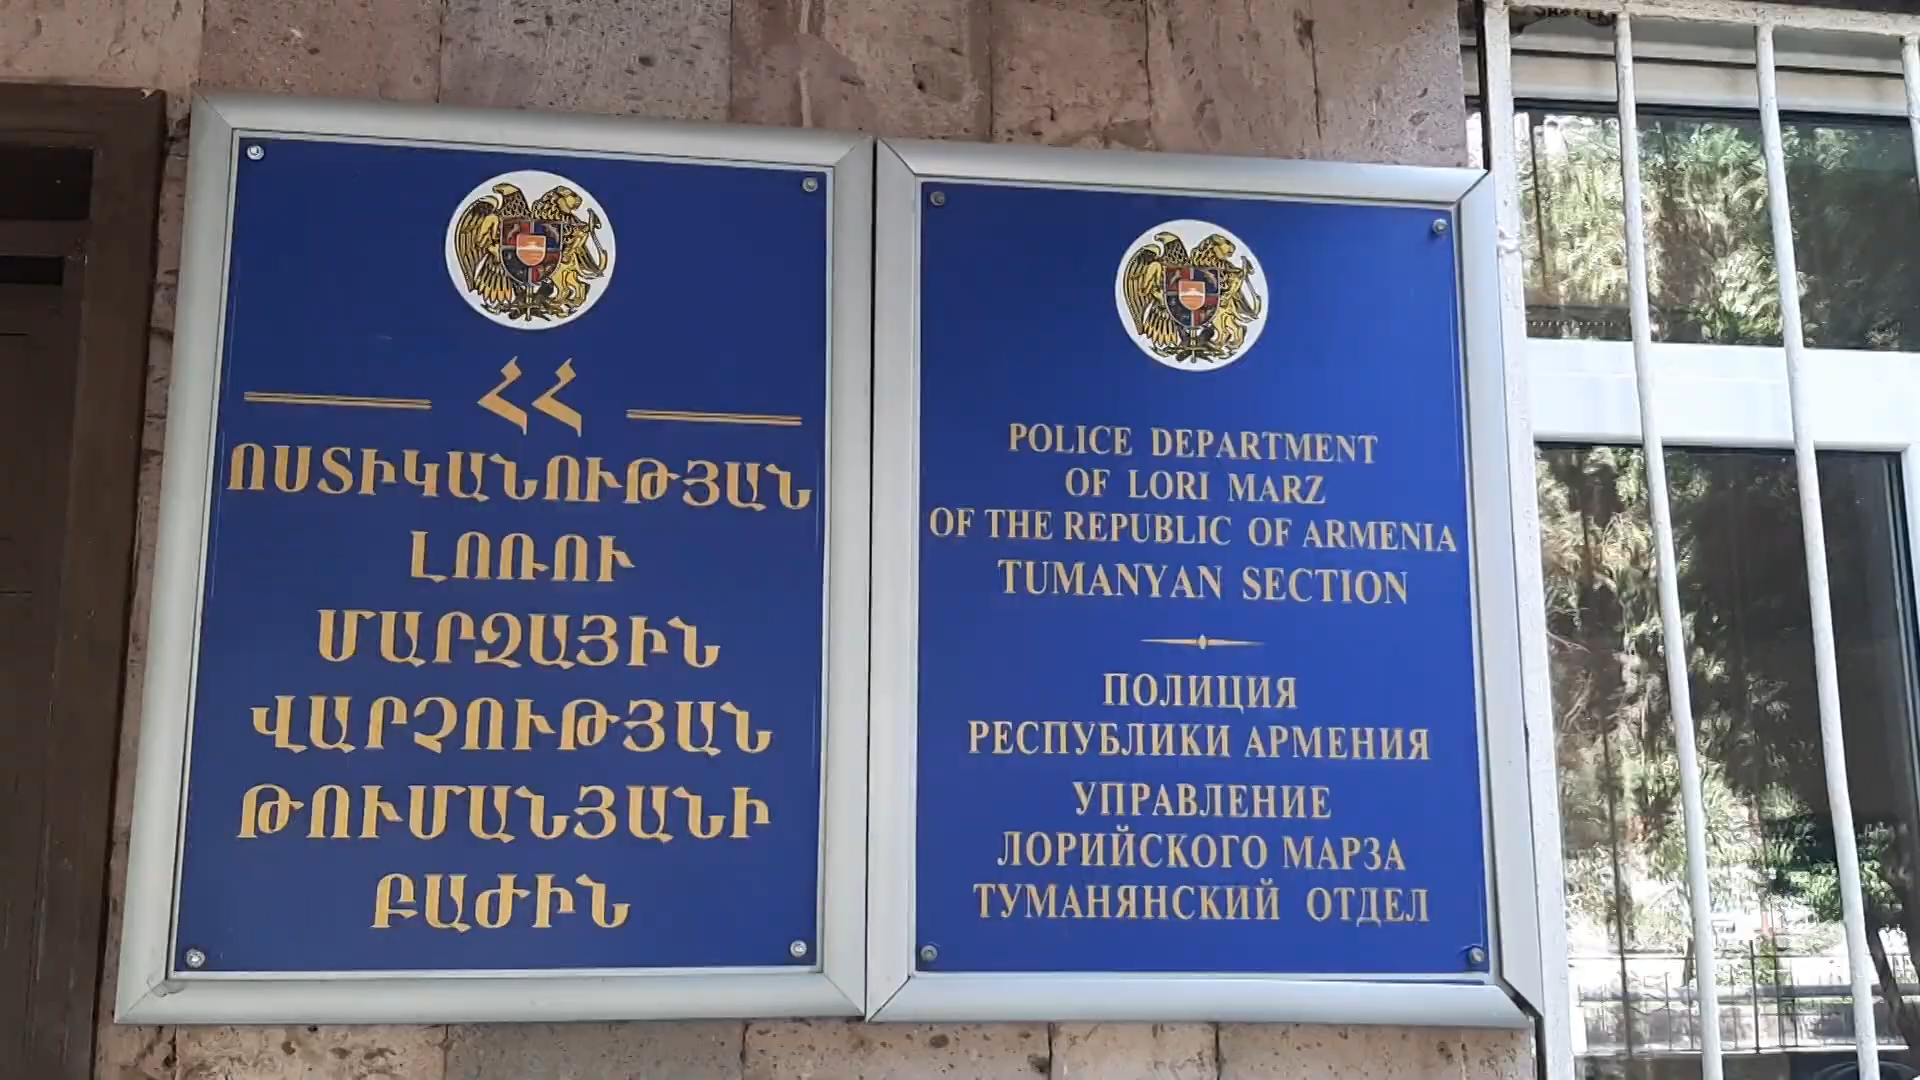 ՀՀ
ՈՍՏԻԿԱՆՈՒԹՅԱՆ
ԼՈՌՈՒ
ՄԱՐԶԱՅԻՆ
ՎԱՐՉՈՒԹՅԱՆ
ԹՈՒՄԱՆՅԱՆԻ
ԲԱԺԻՆ
POLICE DEPARTMENT
OF LORI MARZ
OF THE REPUBLIC OF ARMENIA
TUMANYAN SECTION
ПОЛИЦИЯ
РЕСПУБЛИКИ АРМЕНИЯ
УПРАВЛЕНИЕ
ЛОРИЙСКОГО МАРЗА
ТУМАНЯНСКИЙ ОТДЕЛ